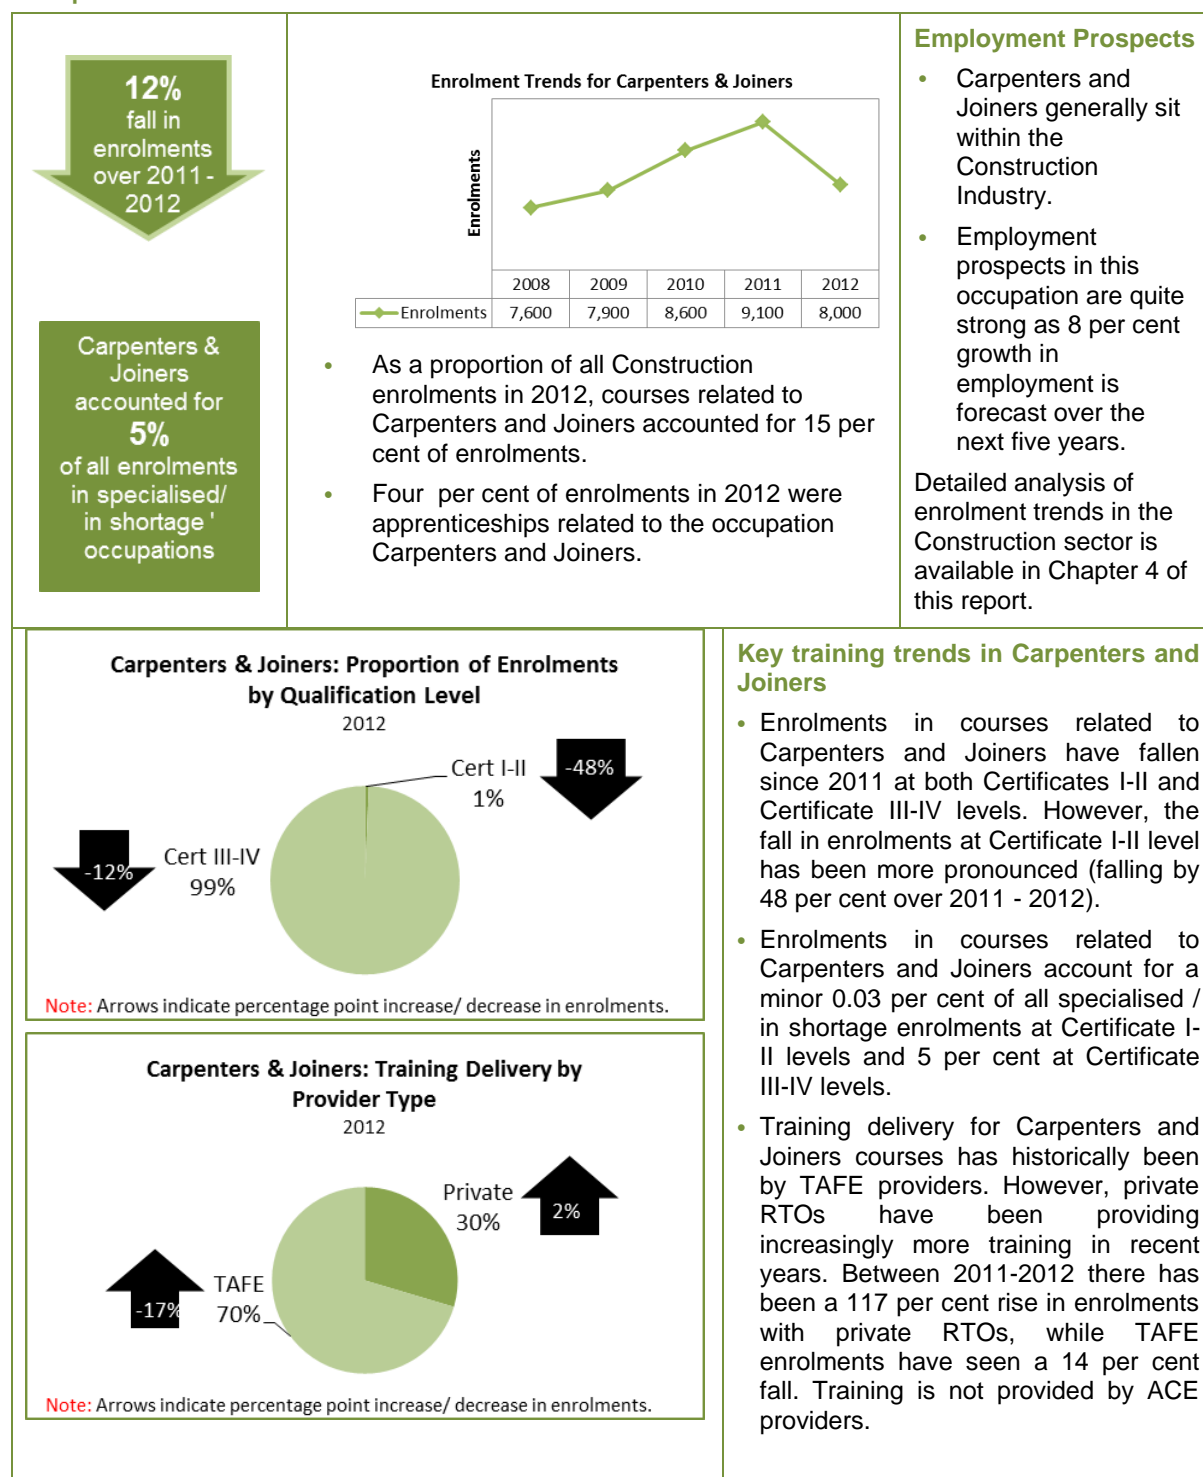 12%
fall in
enrolments
over 2011 -
2012
Carpenters &
Joiners
accounted for
5%
of all enrolments
in specialised/
in shortage '
occupations
Enrolment Trends for Carpenters & Joiners
Enrolments
2008 2009 2010 2011 2012
Enrolments 7,600 7,900 8,600 9,100 8,000
• As a proportion of all Construction
enrolments in 2012, courses related to
Carpenters and Joiners accounted for 15 per
cent of enrolments.
• Four per cent of enrolments in 2012 were
apprenticeships related to the occupation
Carpenters and Joiners.
Employment Prospects
• Carpenters and
Joiners generally sit
within the
Construction
Industry.
• Employment
prospects in this
occupation are quite
strong as 8 per cent
growth in
employment is
forecast over the
next five years.
Detailed analysis of
enrolment trends in the
Construction sector is
available in Chapter 4 of
this report.
Carpenters & Joiners: Proportion of Enrolments
by Qualification Level
2012
Cert I-II
1%
-48%
Cert III-IV
99%
-12%
Note: Arrows indicate percentage point increase/ decrease in enrolments.
Carpenters & Joiners: Training Delivery by
Provider Type
2012
Private
30%
2%
TAFE
70%
-17%
Note: Arrows indicate percentage point increase/ decrease in enrolments.
Key training trends in Carpenters and
Joiners
• Enrolments in courses related to
Carpenters and Joiners have fallen
since 2011 at both Certificates I-II and
Certificate III-IV levels. However, the
fall in enrolments at Certificate I-II level
has been more pronounced (falling by
48 per cent over 2011 - 2012).
• Enrolments in courses related to
Carpenters and Joiners account for a
minor 0.03 per cent of all specialised /
in shortage enrolments at Certificate I-
II levels and 5 per cent at Certificate
III-IV levels.
• Training delivery for Carpenters and
Joiners courses has historically been
by TAFE providers. However, private
RTOs have been providing
increasingly more training in recent
years. Between 2011-2012 there has
been a 117 per cent rise in enrolments
with private RTOs, while TAFE
enrolments have seen a 14 per cent
fall. Training is not provided by ACE
providers.